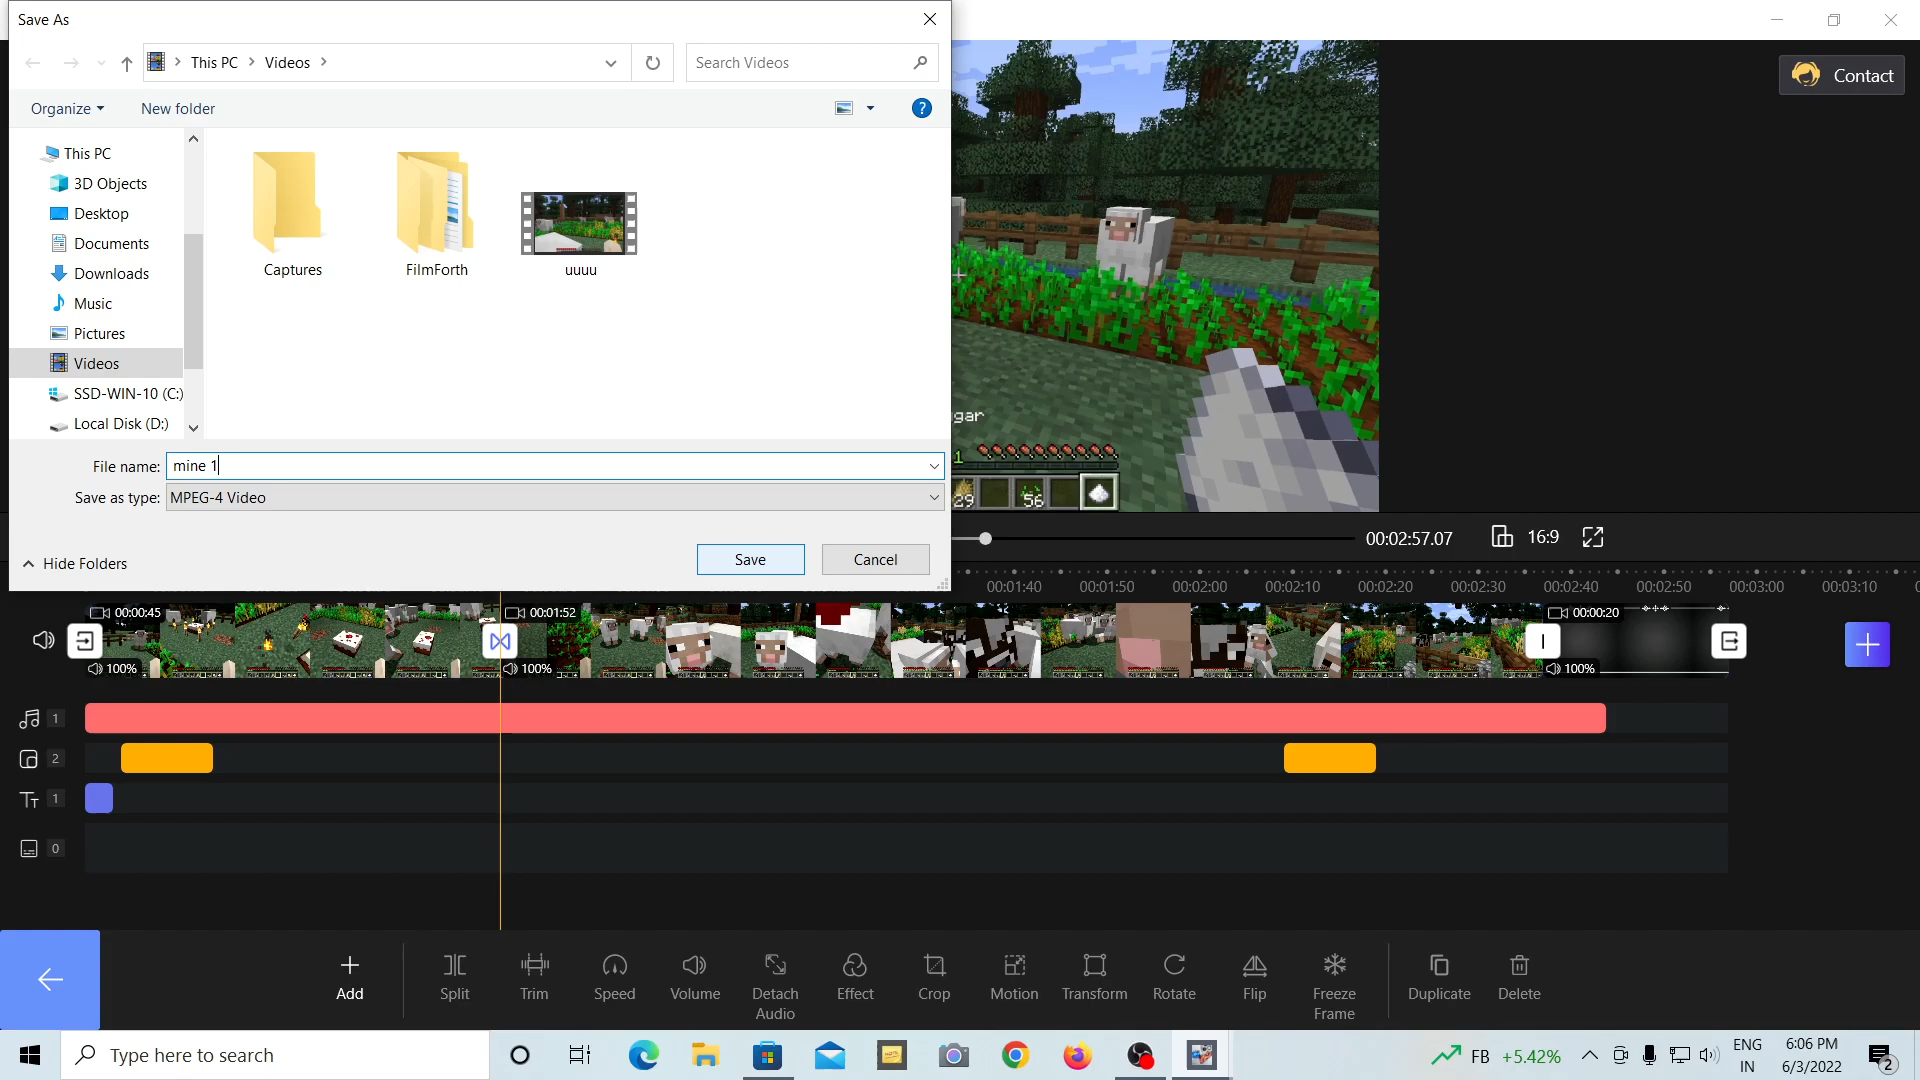 Save As
This PC
Videos
Search Videos
Contact
Organize
New folder
This PC
3D Objects
Desktop
Documents
Downloads
Music
Pictures
Videos
SSD-WIN-10 (C:)
Local Disk (D:)
Captures
FilmForth
uuuu
File name: mine 1
Save as type: MPEG-4 Video
Hide Folders
Save
Cancel
gar
1
29
56
00:02:57.07
16:9
00:01:40
00:01:50
00:02:00
00:02:10
00:02:20
00:02:30
00:02:40
00:02:50
00:03:00
00:03:10
00:00:45
00:01:52
00:00:20
100%
100%
100%
1
2
1
0
Add
Split
Trim
Speed
Volume
Detach
Audio
Effect
Crop
Motion
Transform
Rotate
Flip
Freeze
Frame
Duplicate
Delete
Type here to search
FB +5.42%
ENG
IN
6:06 PM
6/3/2022
2